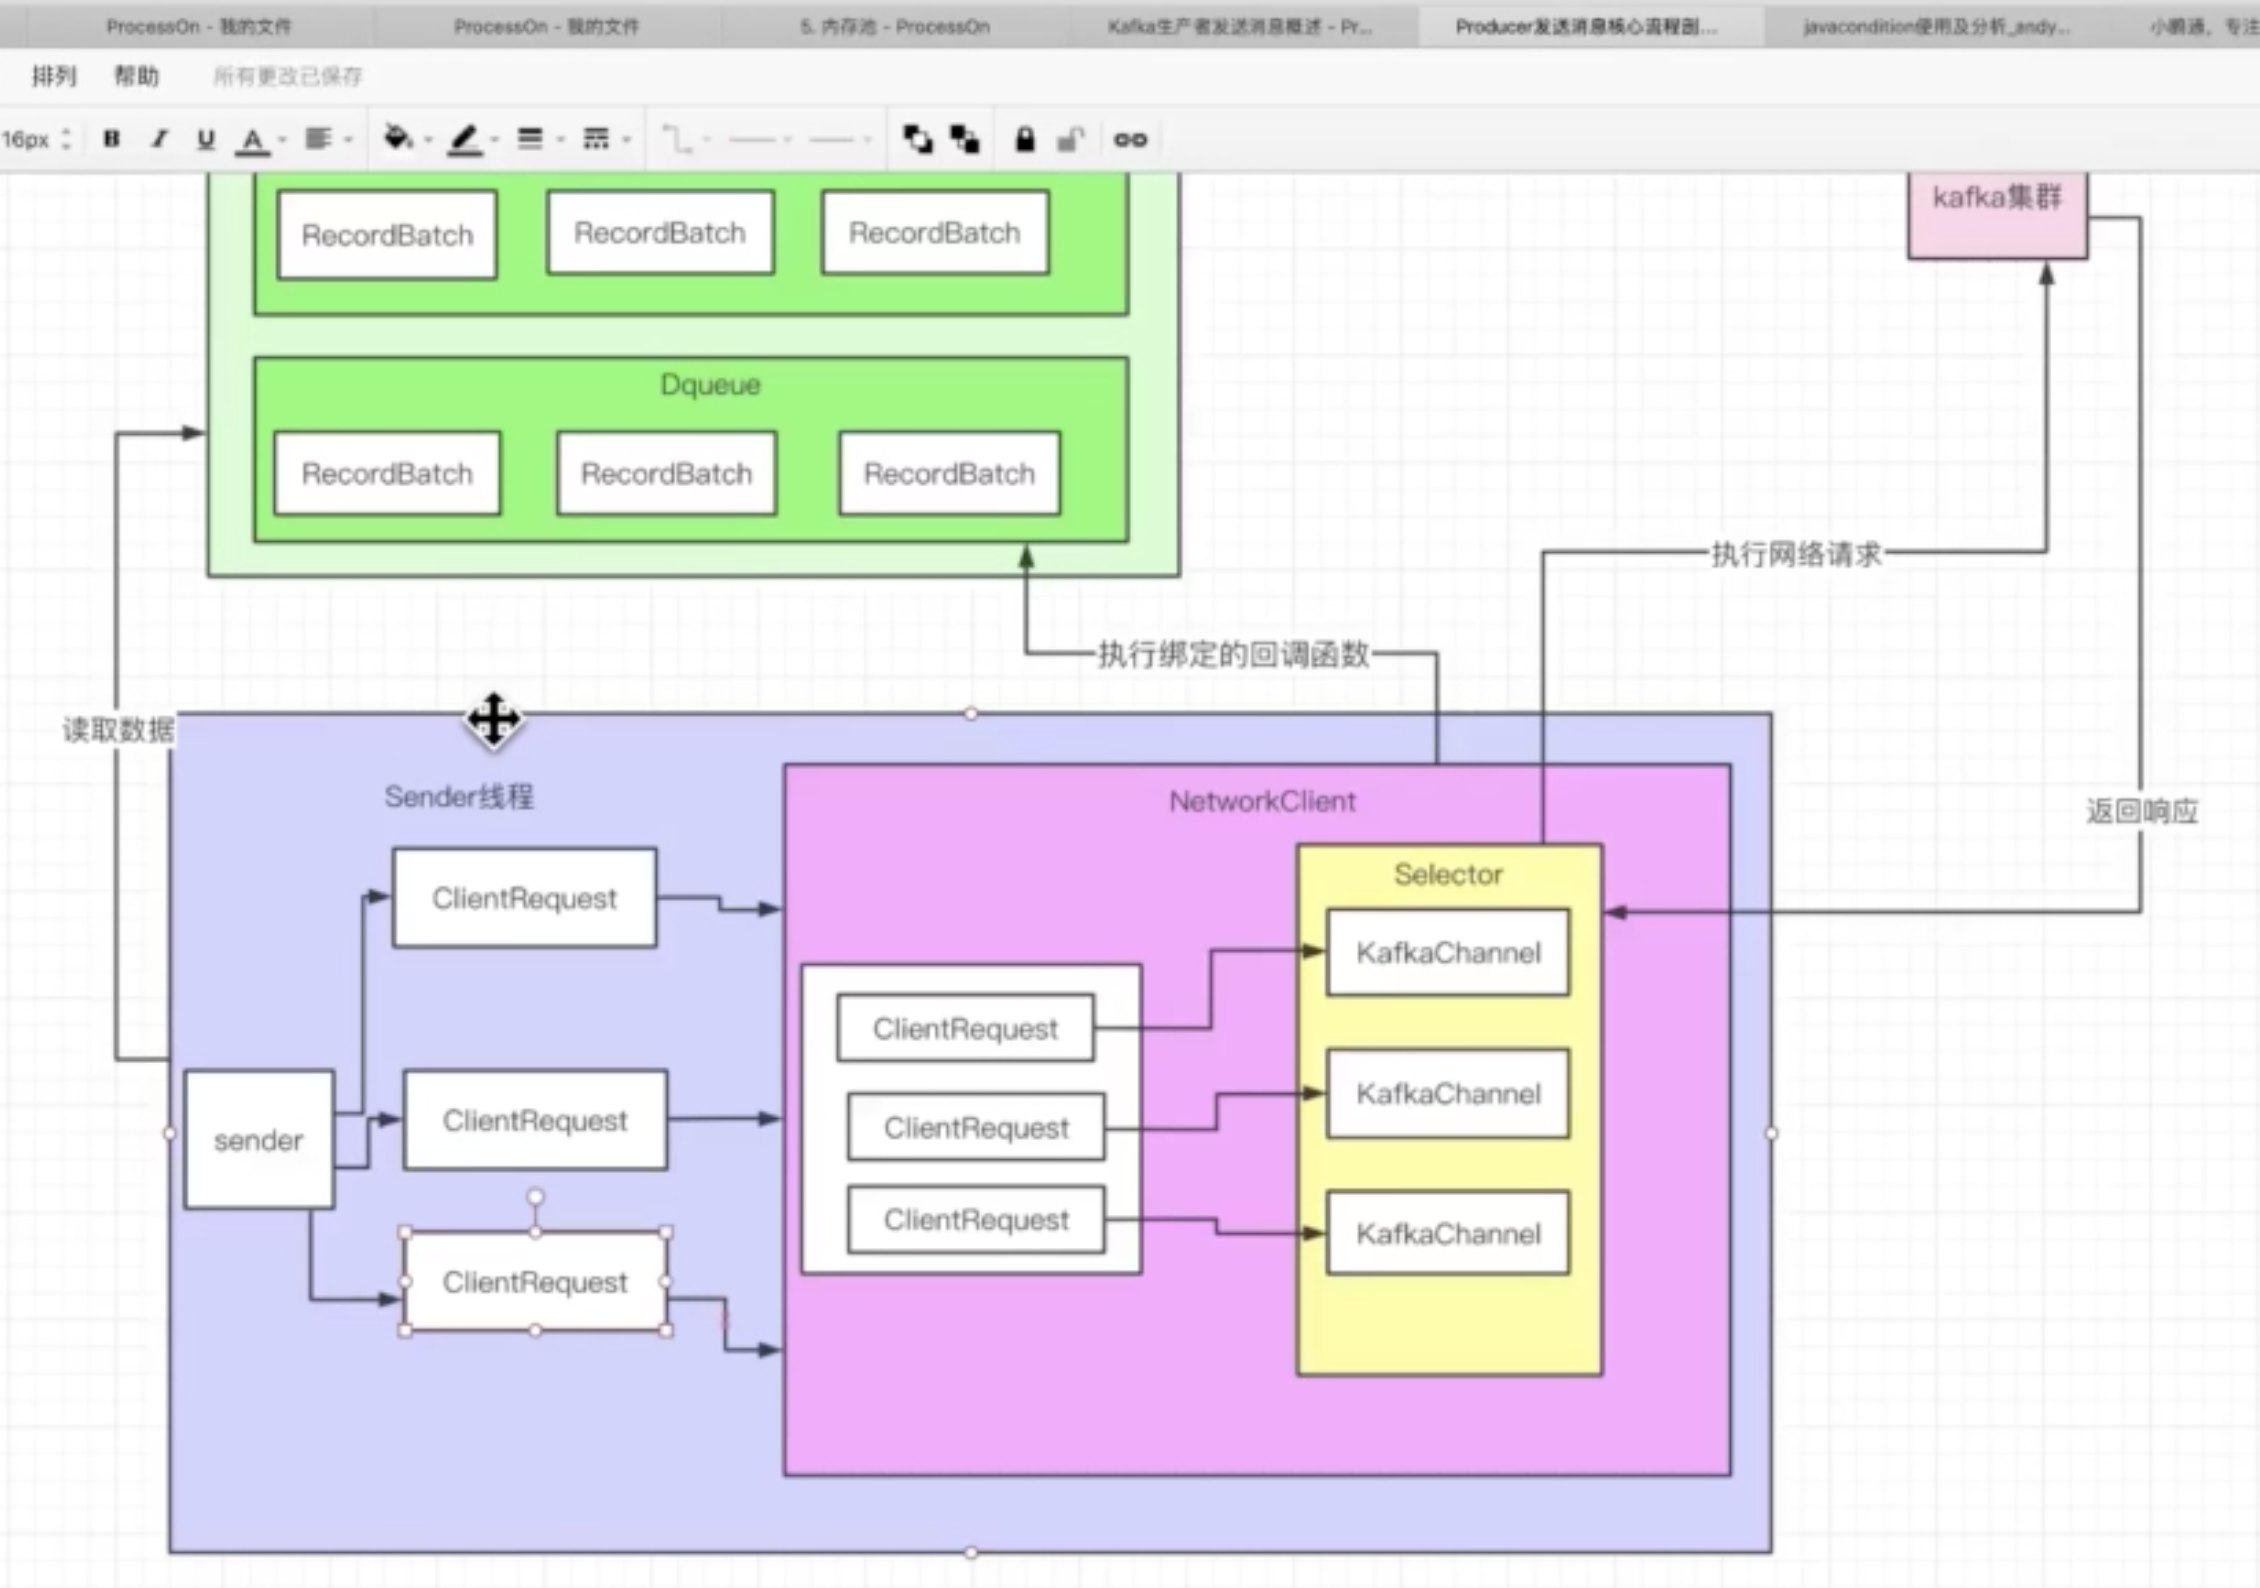 ProcessOn - 我的文件
ProcessOn - 我的文件
5. 内存池 - ProcessOn
Kafka生产者发送消息概述 - Pr...
Producer发送消息核心流程剖...
javacondition使用及分析_andy...
小鹅通，专注
排列 帮助 所有更改已保存
16px B I U A
RecordBatch RecordBatch RecordBatch
kafka集群
Dqueue
RecordBatch RecordBatch RecordBatch
执行网络请求
执行绑定的回调函数
读取数据
Sender线程
NetworkClient
返回响应
Selector
ClientRequest
KafkaChannel
ClientRequest
ClientRequest
KafkaChannel
ClientRequest
sender
ClientRequest
KafkaChannel
ClientRequest